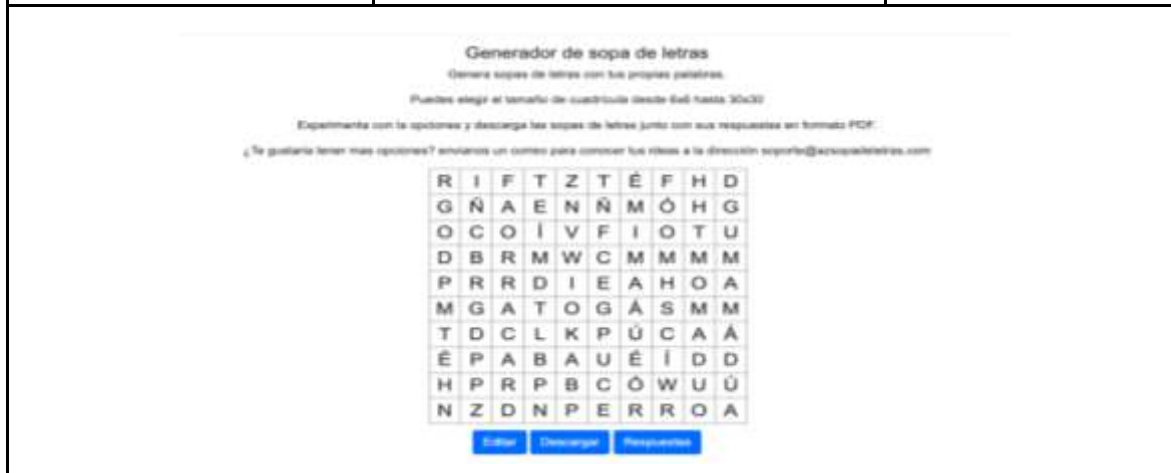 Generador de sopa de letras
Genera sopas de letras con tus propias palabras.
Puedes elegir el tamaño de cuadrícula desde 6x6 hasta 30x30
Experimenta con la opciones y descarga las sopas de letras junto con sus respuestas en formato PDF.
¿Te gustaria tener mas opciones? envianos un correo para conocer tus ideas a la dirección soporte@azsopadeletras.com
R I F T Z T É F H D
G Ñ A E N Ñ M Ó H G
O C O Í V F I O T U
D B R M W C M M M M
P R R D I E A H O A
M G A T O G Á S M M
T D C L K P Ú C A Á
É P A B A U É Í D D
H P R P B C Ó W U Ú
N Z D N P E R R O A
Editar Descargar Respuestas